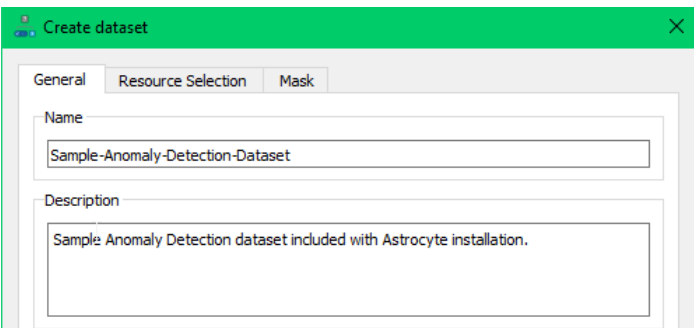 Create dataset
General Resource Selection Mask
Name
Sample-Anomaly-Detection-Dataset
Description
Sample Anomaly Detection dataset included with Astrocyte installation.